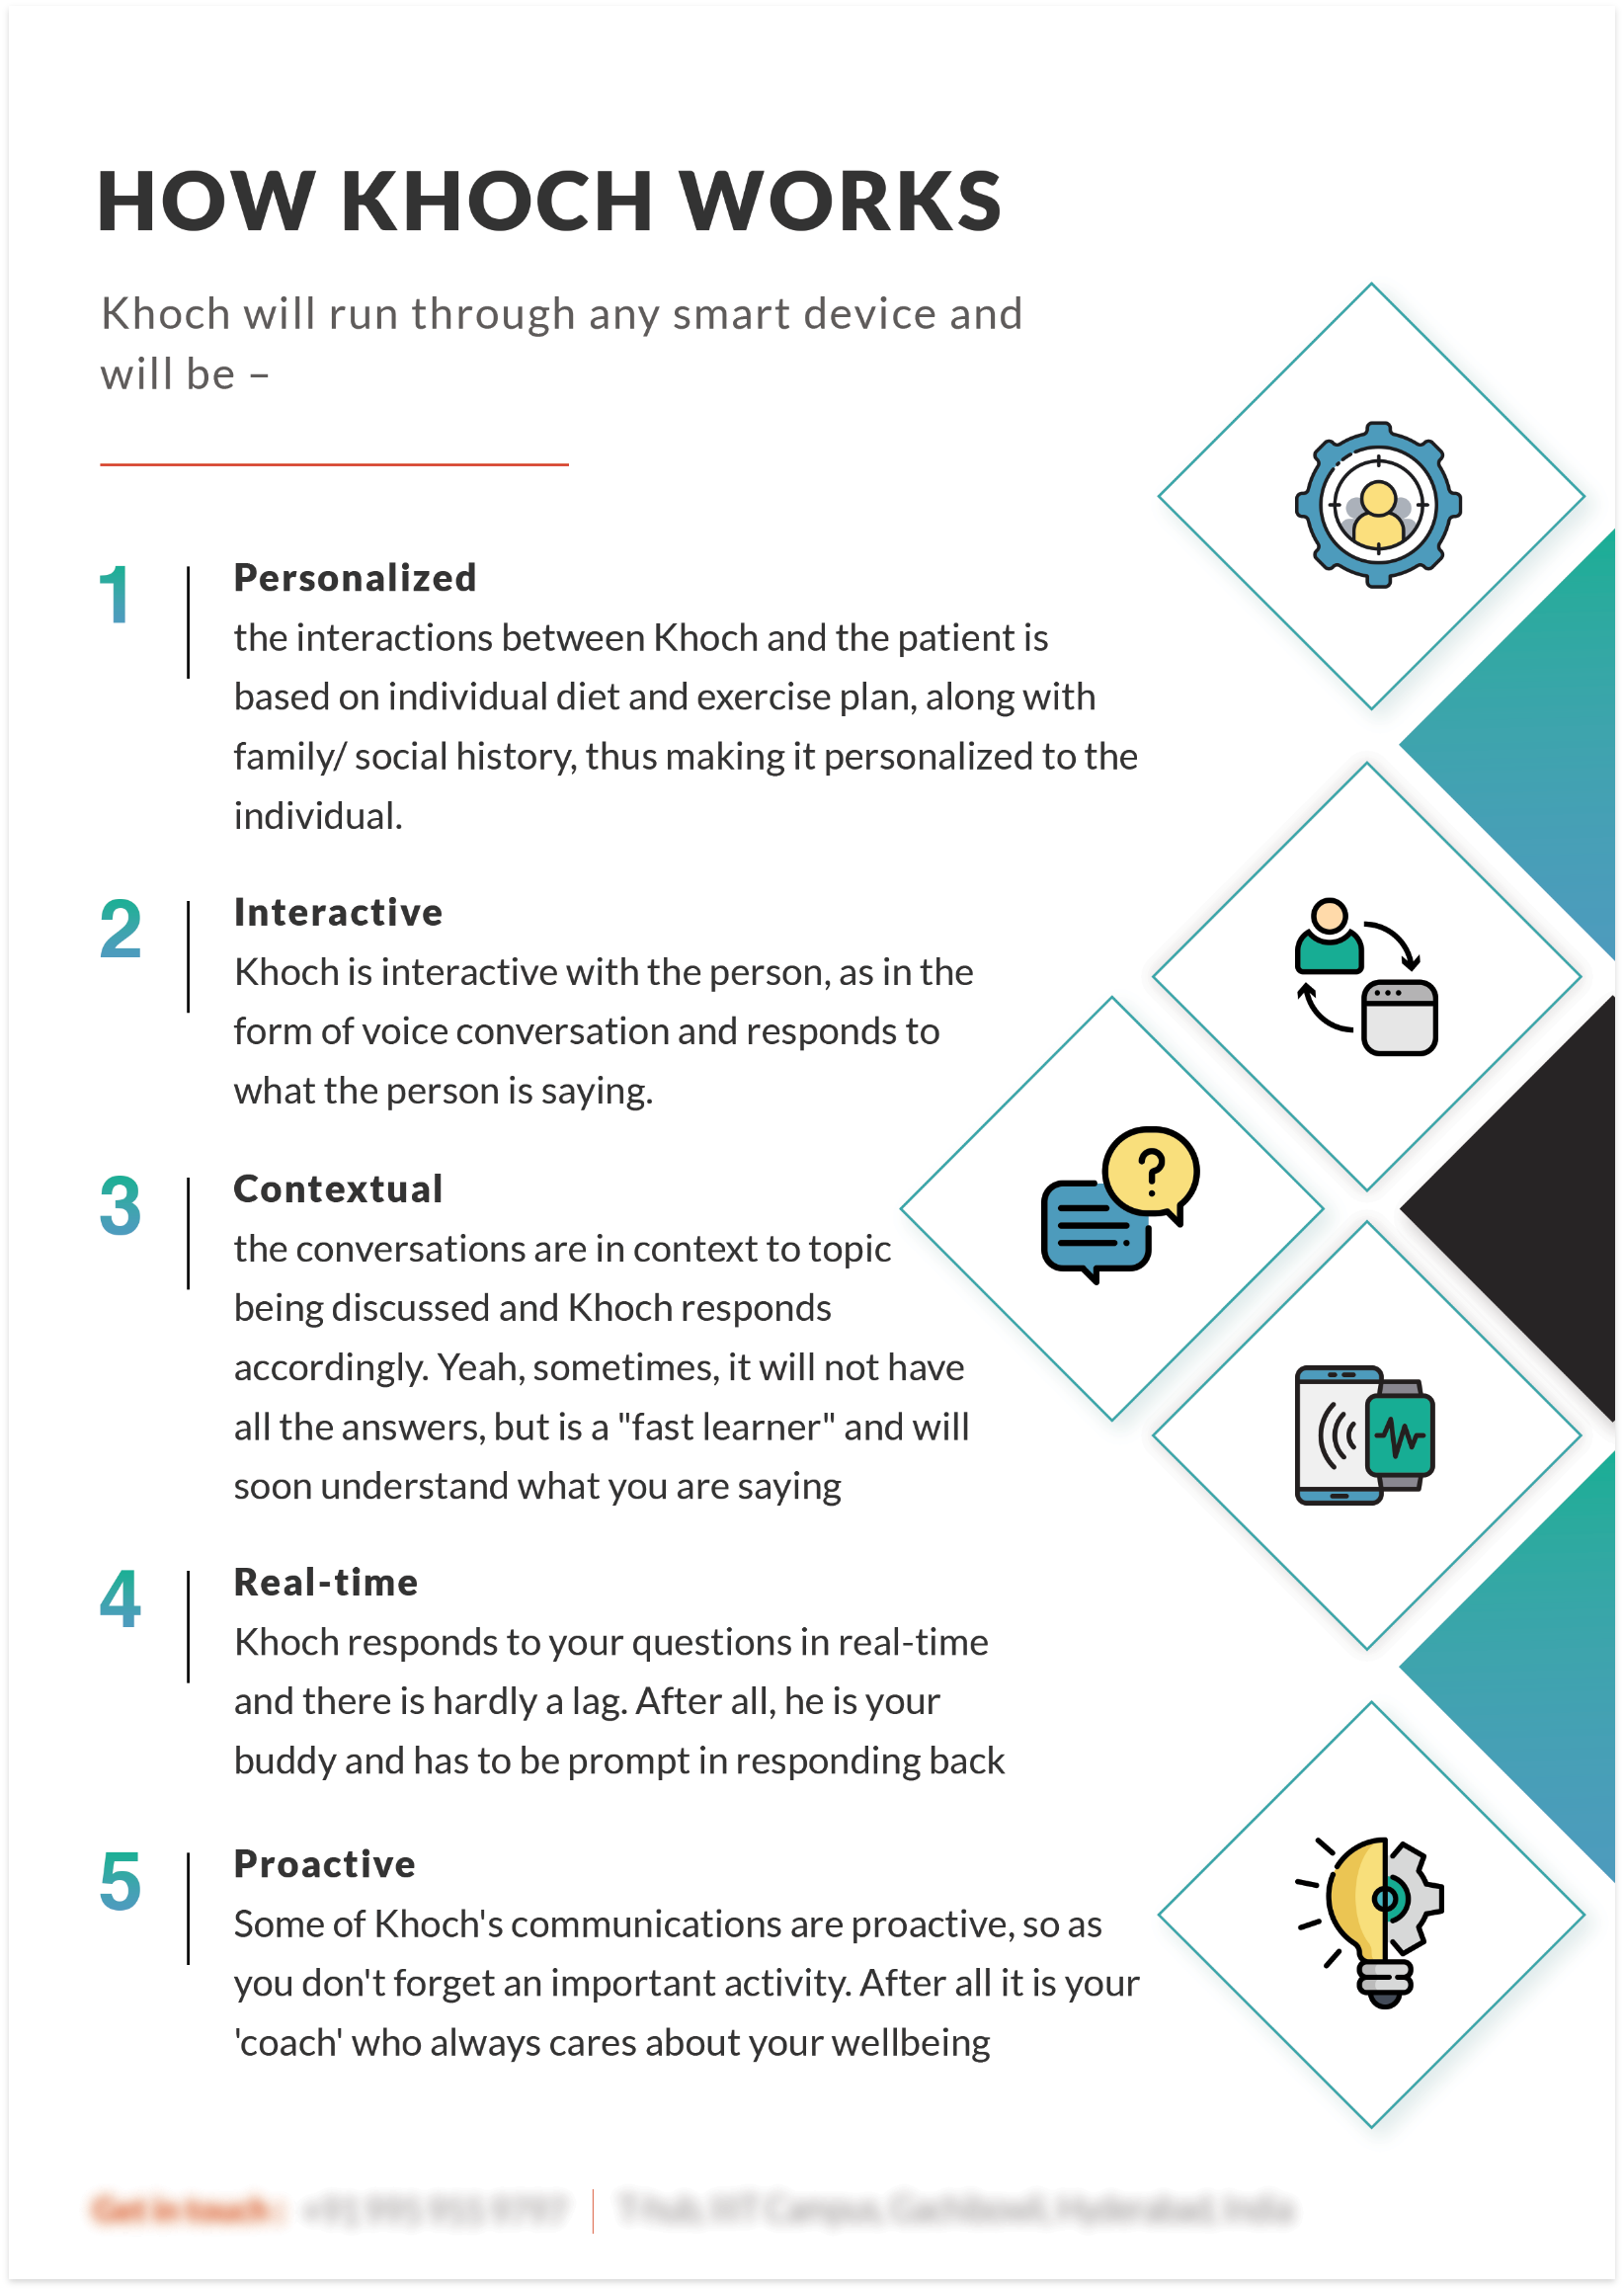 HOW KHOCH WORKS
Khoch will run through any smart device and
will be –
1
Personalized
the interactions between Khoch and the patient is
based on individual diet and exercise plan, along with
family/ social history, thus making it personalized to the
individual.
2
Interactive
Khoch is interactive with the person, as in the
form of voice conversation and responds to
what the person is saying.
3
Contextual
the conversations are in context to topic
being discussed and Khoch responds
accordingly. Yeah, sometimes, it will not have
all the answers, but is a "fast learner" and will
soon understand what you are saying
?
4
Real-time
Khoch responds to your questions in real-time
and there is hardly a lag. After all, he is your
buddy and has to be prompt in responding back
5
Proactive
Some of Khoch's communications are proactive, so as
you don't forget an important activity. After all it is your
'coach' who always cares about your wellbeing
Get in touch :